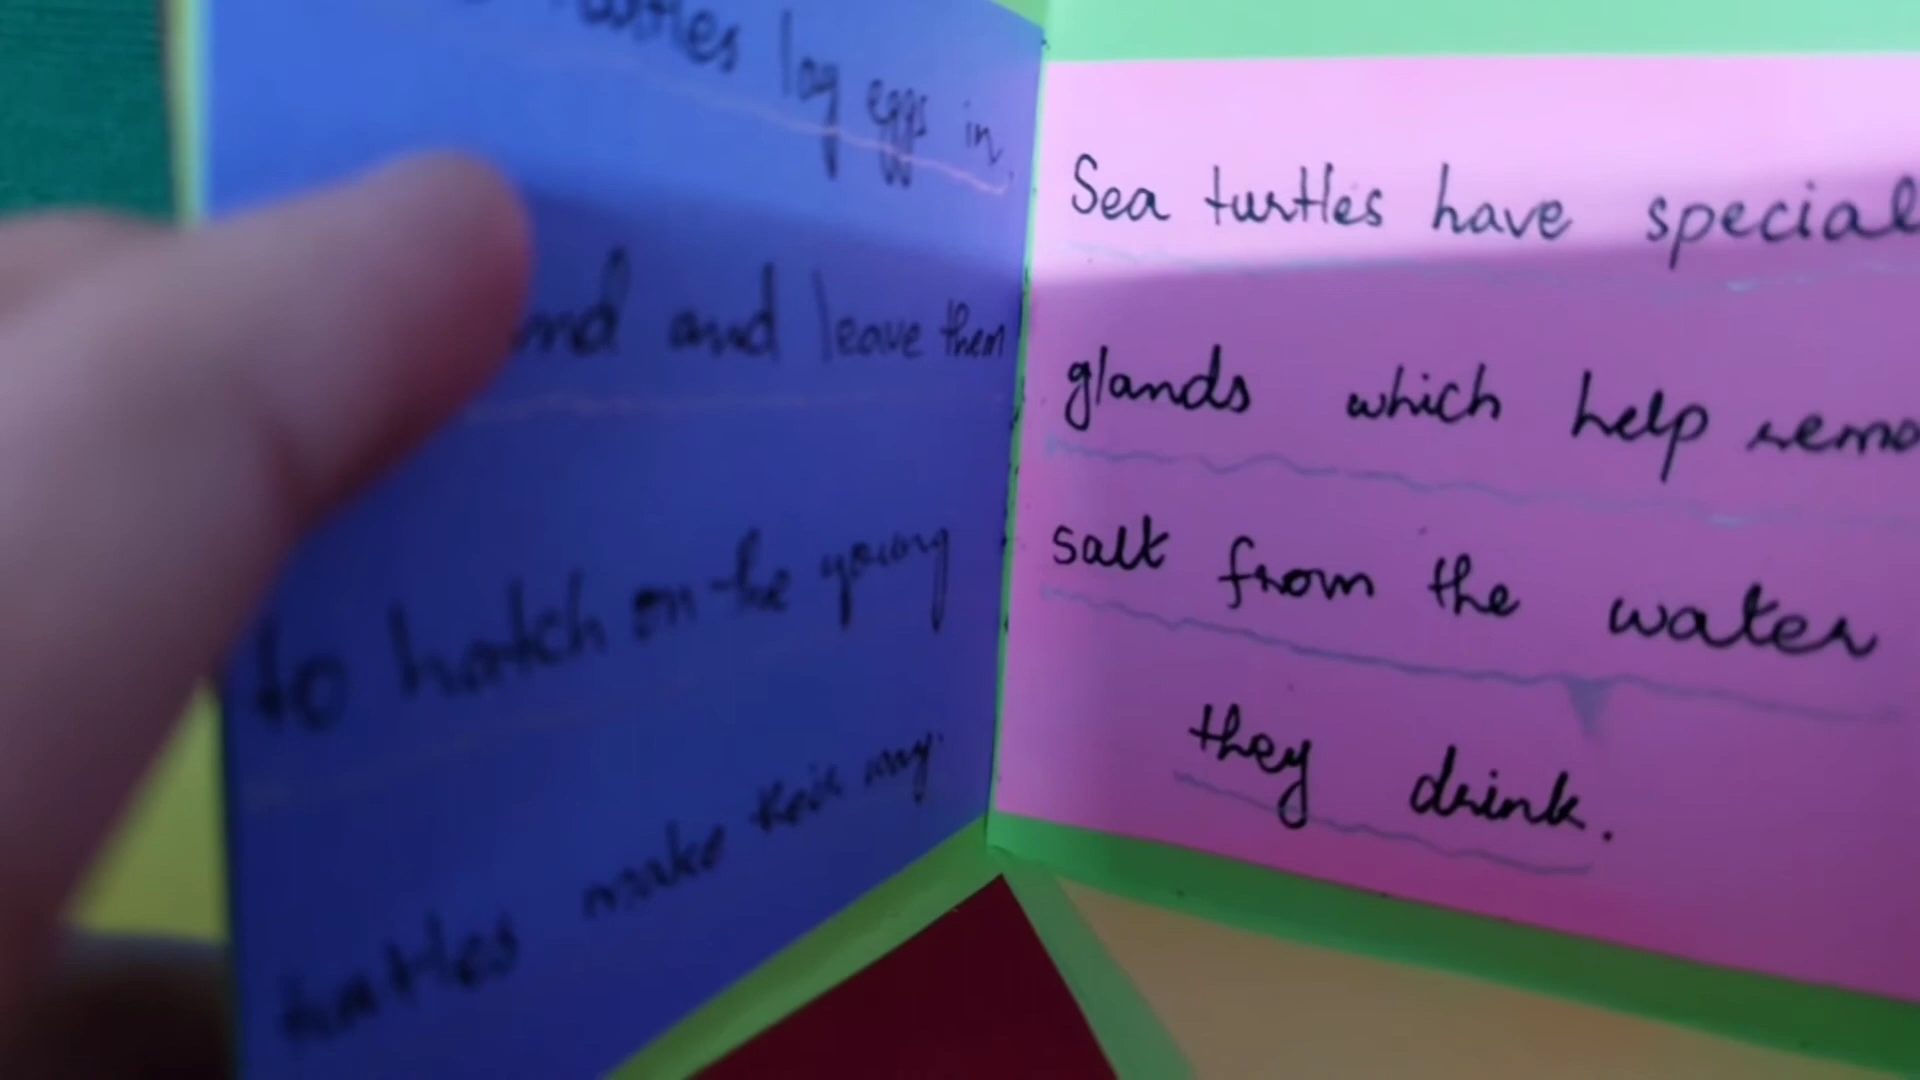 turtles lay eggs in
and leave them
to hatch on the young
turtles make their way.
Sea turtles have special
glands which help remo
salt from the water
they drink.